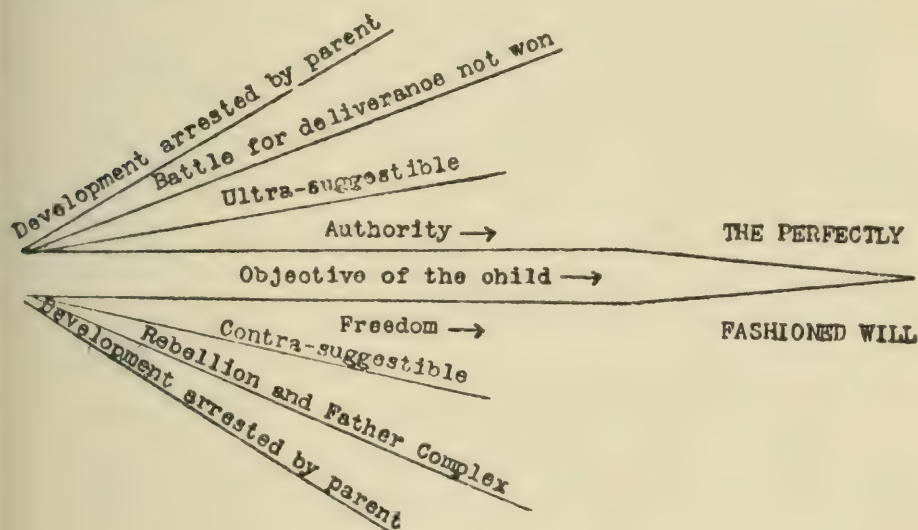 Development arrested by parent
Battle for deliverance not won
Ultra-suggestible
Authority →
THE PERFECTLY
Objective of the child →
Freedom →
FASHIONED WILL
Contra-suggestible
Rebellion and Father Complex
Development arrested by parent